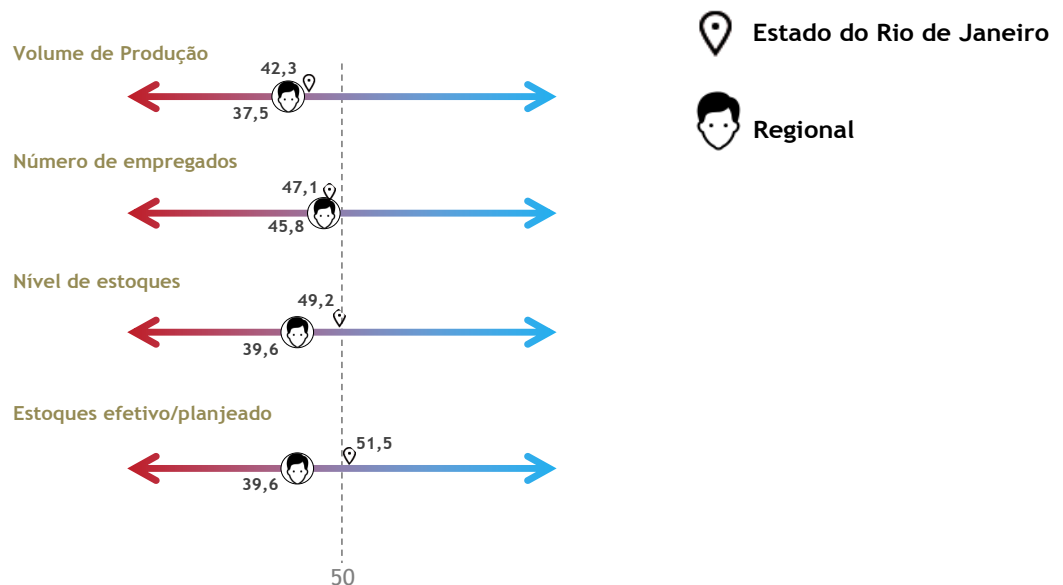 Estado do Rio de Janeiro
Regional
Volume de Produção
42,3
37,5
Número de empregados
47,1
45,8
Nível de estoques
49,2
39,6
Estoques efetivo/planjeado
51,5
39,6
50